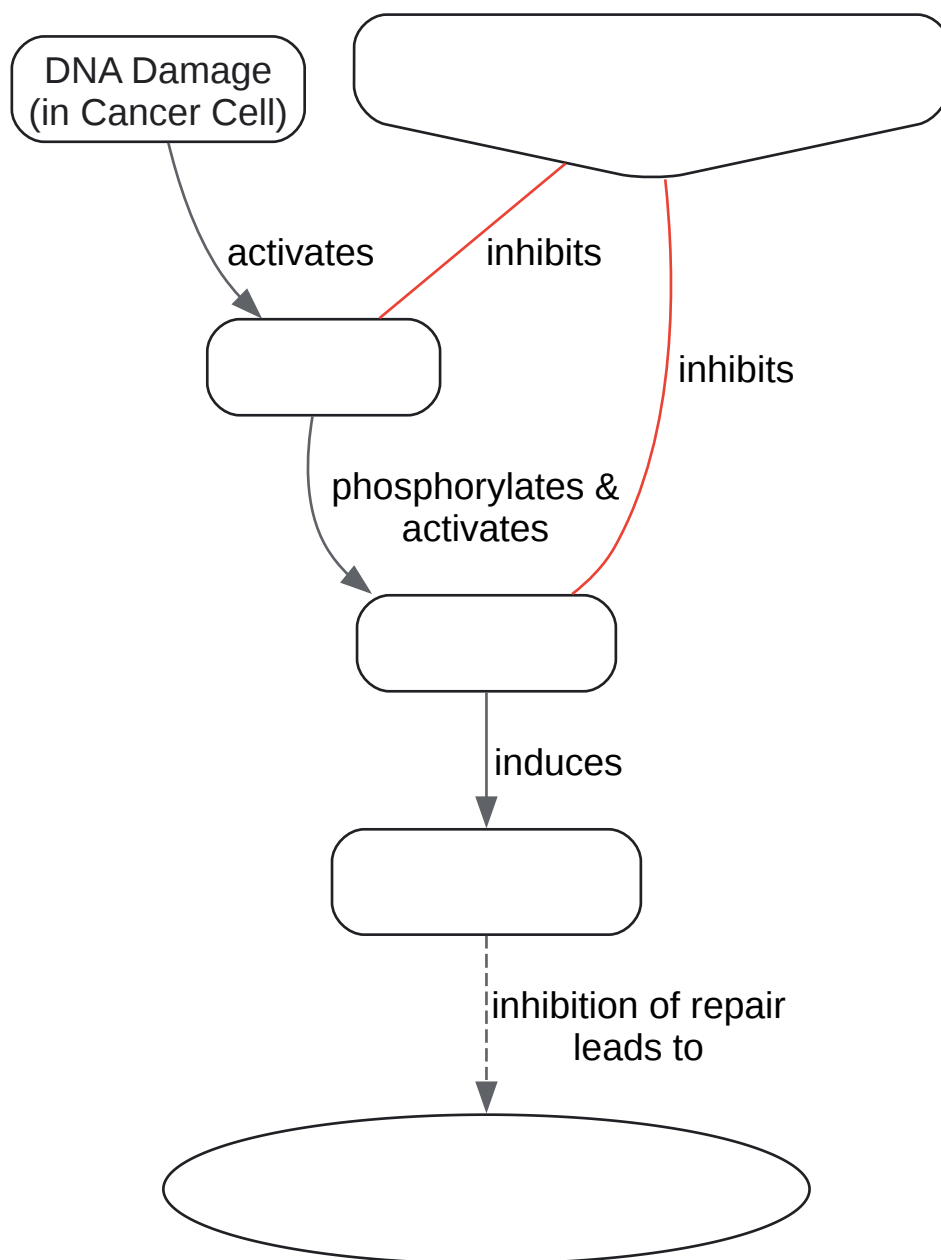 DNA Damage
(in Cancer Cell)
activates
inhibits
inhibits
phosphorylates &
activates
induces
inhibition of repair
leads to